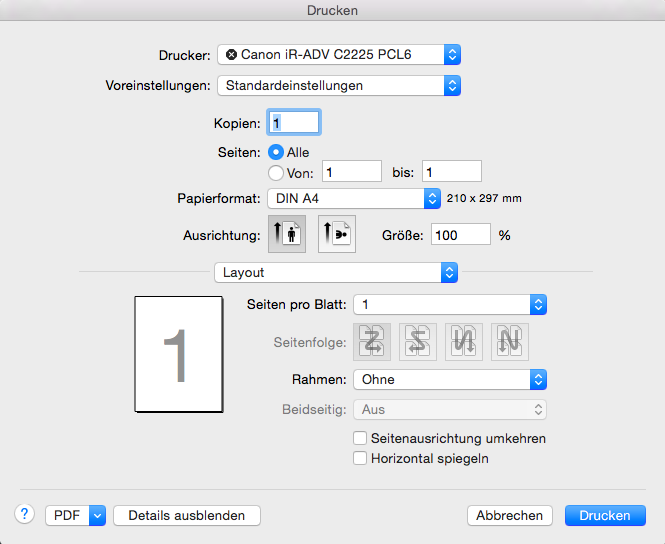 Drucken
Drucker: Canon iR-ADV C2225 PCL6
Voreinstellungen: Standardeinstellungen
Kopien: 1
Seiten: Alle
Von: 1 bis: 1
Papierformat: DIN A4 210 x 297 mm
Ausrichtung: Größe: 100 %
Layout
Seiten pro Blatt: 1
1
Seitenfolge:
Rahmen: Ohne
Beidseitig: Aus
Seitenausrichtung umkehren
Horizontal spiegeln
? PDF Details ausblenden Abbrechen Drucken